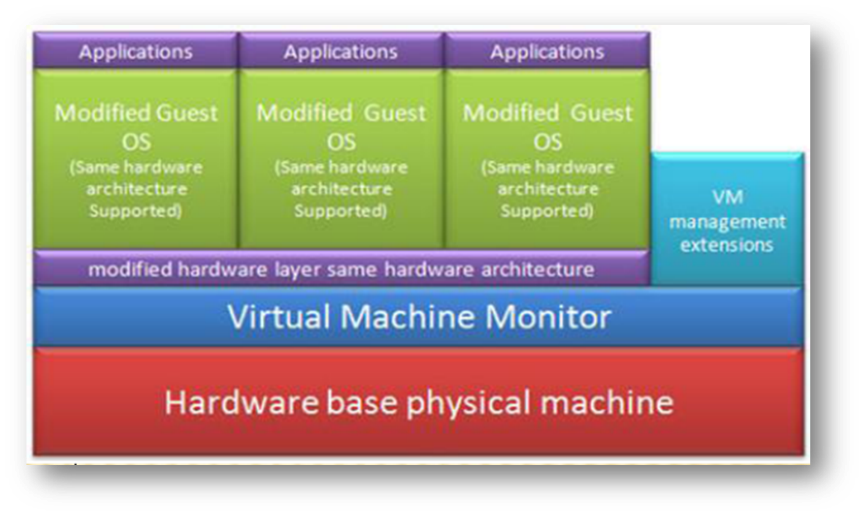 Applications
Applications
Applications
Modified Guest
OS
(Same hardware
architecture
Supported)
Modified Guest
OS
(Same hardware
architecture
Supported)
Modified Guest
OS
(Same hardware
architecture
Supported)
VM
management
extensions
modified hardware layer same hardware architecture
Virtual Machine Monitor
Hardware base physical machine